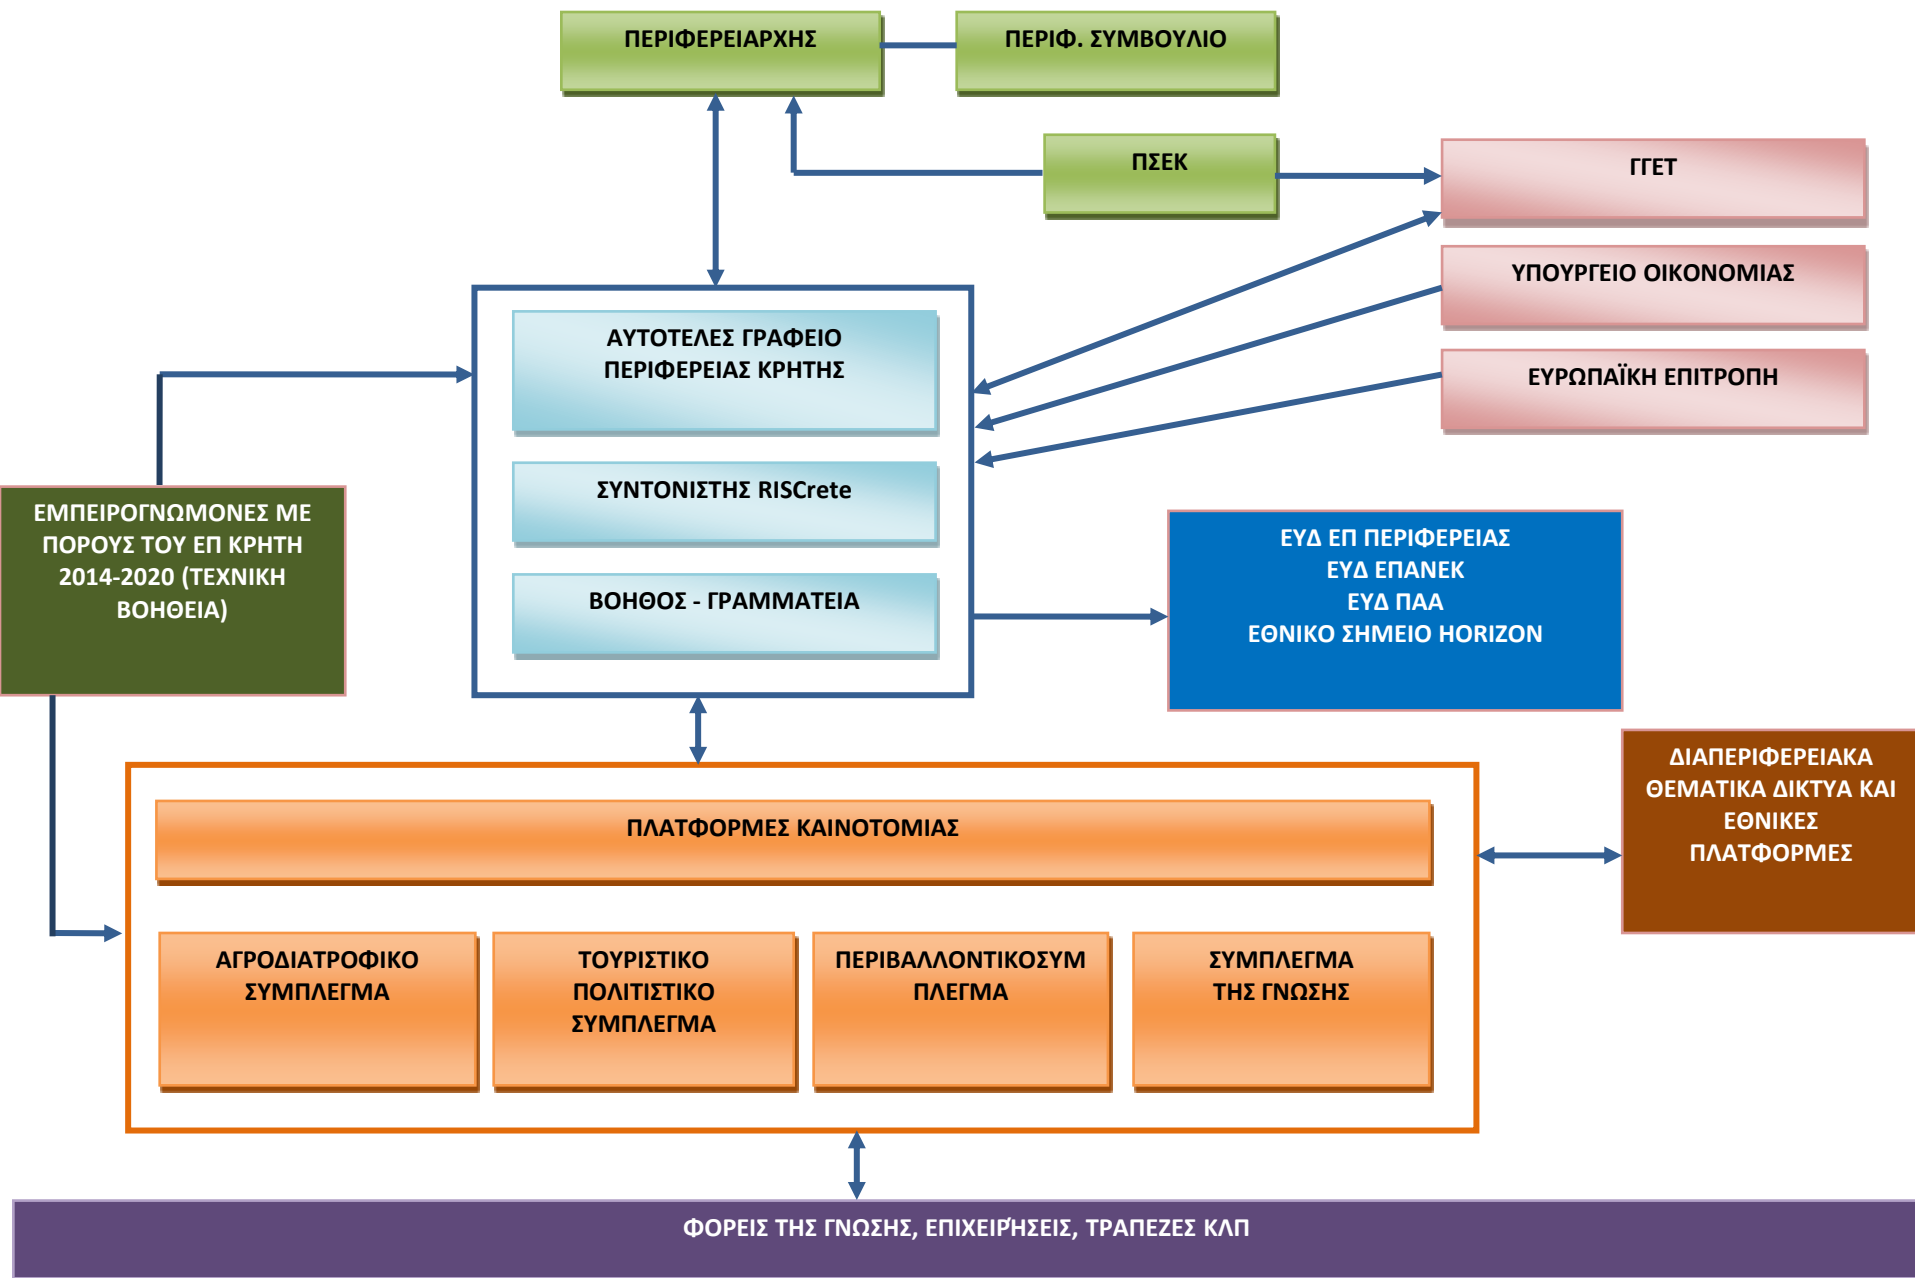 ΠΕΡΙΦΕΡΕΙΑΡΧΗΣ
ΠΕΡΙΦ. ΣΥΜΒΟΥΛΙΟ
ΠΣΕΚ
ΓΓΕΤ
ΥΠΟΥΡΓΕΙΟ ΟΙΚΟΝΟΜΙΑΣ
ΕΥΡΩΠΑΪΚΗ ΕΠΙΤΡΟΠΗ
ΑΥΤΟΤΕΛΕΣ ΓΡΑΦΕΙΟ
ΠΕΡΙΦΕΡΕΙΑΣ ΚΡΗΤΗΣ
ΣΥΝΤΟΝΙΣΤΗΣ RISCrete
ΒΟΗΘΟΣ - ΓΡΑΜΜΑΤΕΙΑ
ΕΜΠΕΙΡΟΓΝΩΜΟΝΕΣ ΜΕ
ΠΟΡΟΥΣ ΤΟΥ ΕΠ ΚΡΗΤΗ
2014-2020 (ΤΕΧΝΙΚΗ
ΒΟΗΘΕΙΑ)
ΕΥΔ ΕΠ ΠΕΡΙΦΕΡΕΙΑΣ
ΕΥΔ ΕΠΑΝΕΚ
ΕΥΔ ΠΑΑ
ΕΘΝΙΚΟ ΣΗΜΕΙΟ HORIZON
ΔΙΑΠΕΡΙΦΕΡΕΙΑΚΑ
ΘΕΜΑΤΙΚΑ ΔΙΚΤΥΑ ΚΑΙ
ΕΘΝΙΚΕΣ
ΠΛΑΤΦΟΡΜΕΣ
ΠΛΑΤΦΟΡΜΕΣ ΚΑΙΝΟΤΟΜΙΑΣ
ΑΓΡΟΔΙΑΤΡΟΦΙΚΟ
ΣΥΜΠΛΕΓΜΑ
ΤΟΥΡΙΣΤΙΚΟ
ΠΟΛΙΤΙΣΤΙΚΟ
ΣΥΜΠΛΕΓΜΑ
ΠΕΡΙΒΑΛΛΟΝΤΙΚΟΣΥΜ
ΠΛΕΓΜΑ
ΣΥΜΠΛΕΓΜΑ
ΤΗΣ ΓΝΩΣΗΣ
ΦΟΡΕΙΣ ΤΗΣ ΓΝΩΣΗΣ, ΕΠΙΧΕΙΡΉΣΕΙΣ, ΤΡΑΠΕΖΕΣ ΚΛΠ